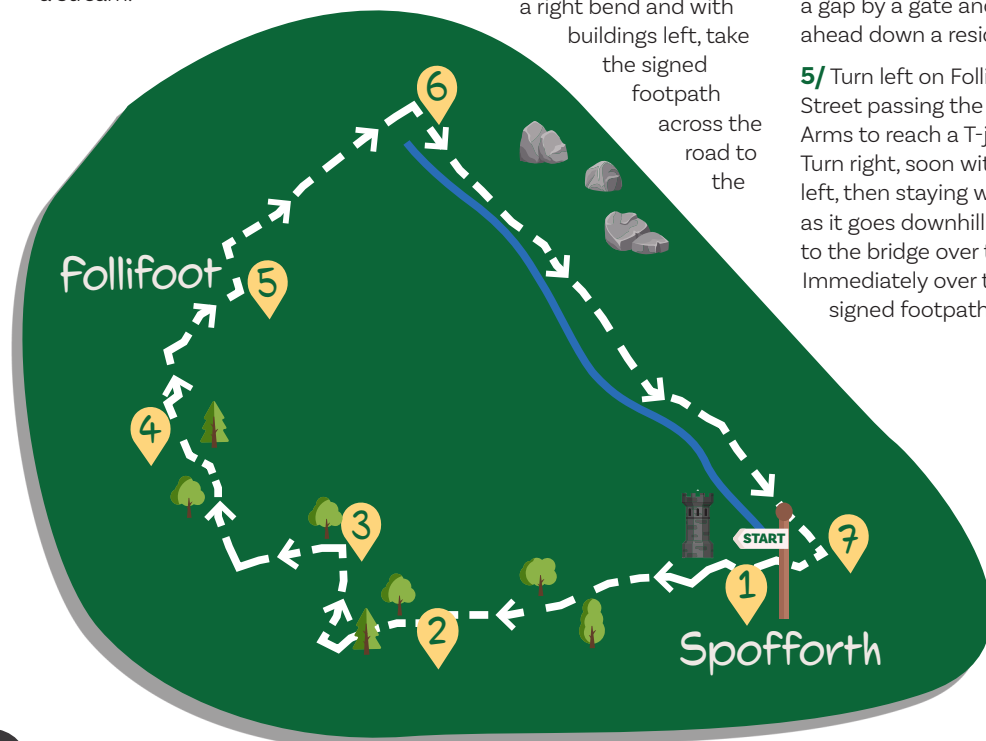 a right bend and with
buildings left, take
the signed
footpath
across the
road to
the
a gap by a gate and
ahead down a
5/ Turn left on
Street passing the
Arms to reach a
Turn right, soon
left, then staying
as it goes downhill
to the bridge over
Immediately over
signed footpath
6
Follifoot
5
4
3
START
7
1
2
Spofforth